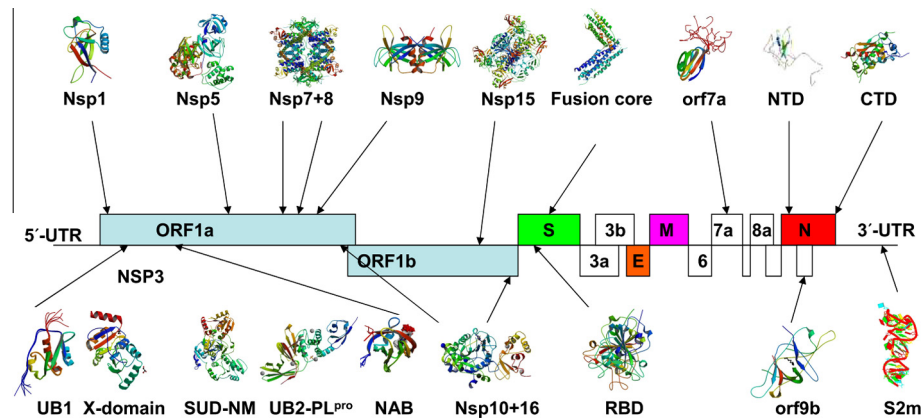 Nsp1 Nsp5 Nsp7+8 Nsp9 Nsp15 Fusion core orf7a NTD CTD
5´-UTR ORF1a S 3b M 7a 8a N 3´-UTR
ORF1b 3a E 6
NSP3
UB1 X-domain SUD-NM UB2-PLpro NAB Nsp10+16 RBD orf9b S2m